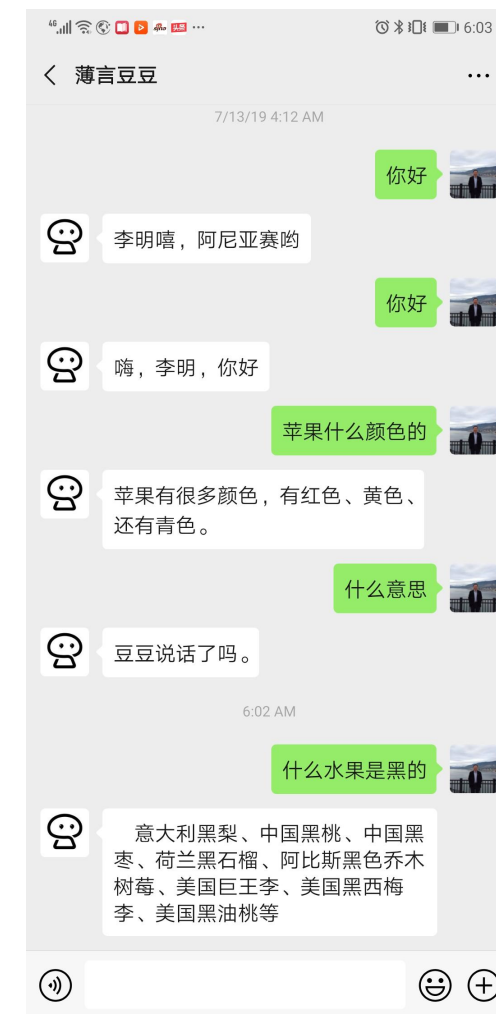 4G 6:03
薄言豆豆
7/13/19 4:12 AM
你好
李明嘻，阿尼亚赛哟
你好
嗨，李明，你好
苹果什么颜色的
苹果有很多颜色，有红色、黄色、
还有青色。
什么意思
豆豆说话了吗。
6:02 AM
什么水果是黑的
意大利黑梨、中国黑桃、中国黑
枣、荷兰黑石榴、阿比斯黑色乔木
树莓、美国巨王李、美国黑西梅
李、美国黑油桃等